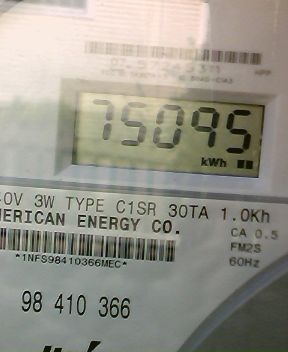 75095
kWh
0V 3W TYPE C1SR 30TA 1.0Kh
MERICAN ENERGY CO.
CA 0.5
FM2S
60Hz
*1NFS98410366MEC*
98 410 366